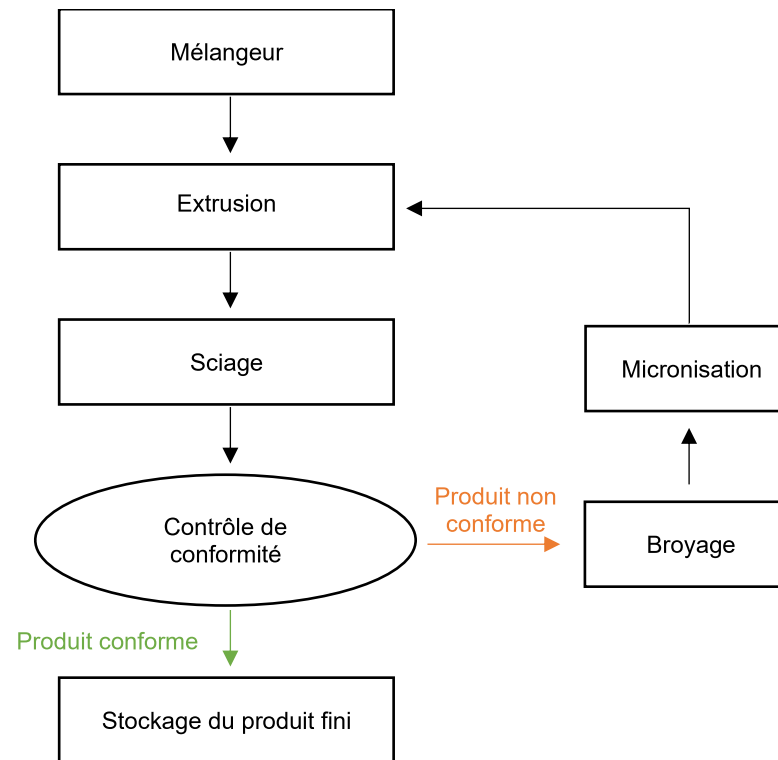 Mélangeur
Extrusion
Sciage
Micronisation
Contrôle de
conformité
Produit non
conforme
Broyage
Produit conforme
Stockage du produit fini